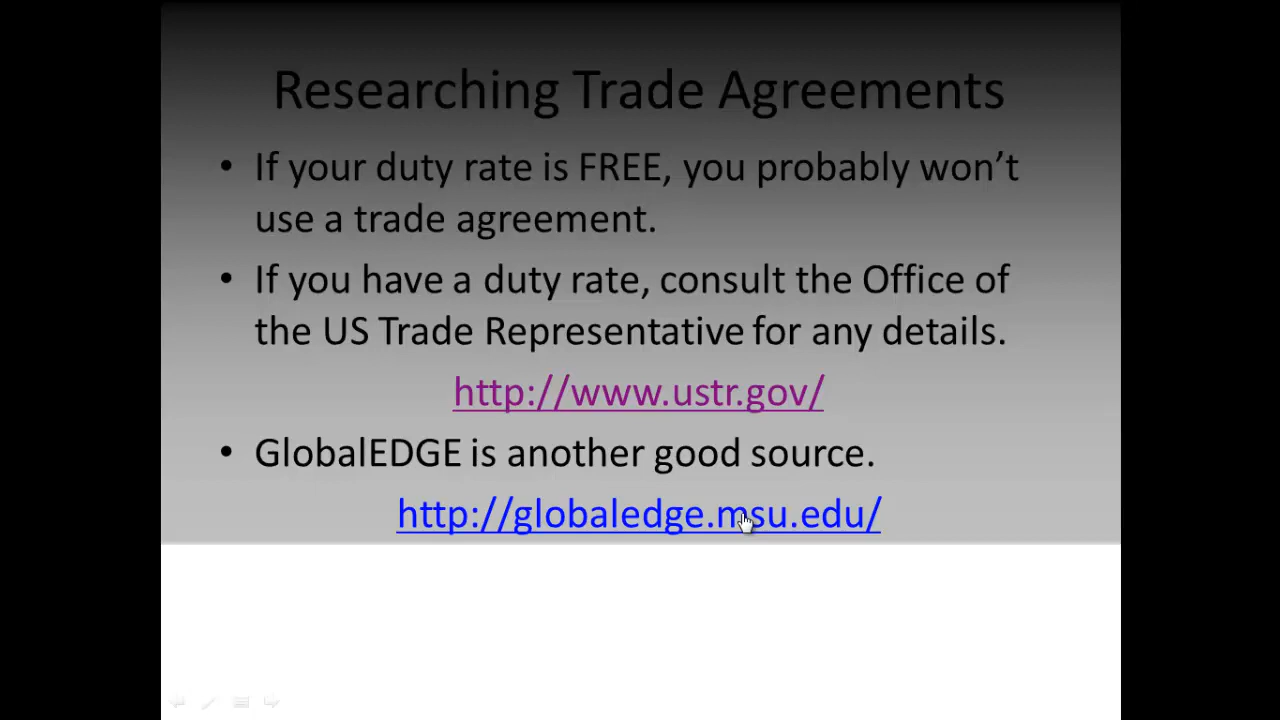 Researching Trade Agreements
• If your duty rate is FREE, you probably won’t
use a trade agreement.
• If you have a duty rate, consult the Office of
the US Trade Representative for any details.
http://www.ustr.gov/
• GlobalEDGE is another good source.
http://globaledge.msu.edu/